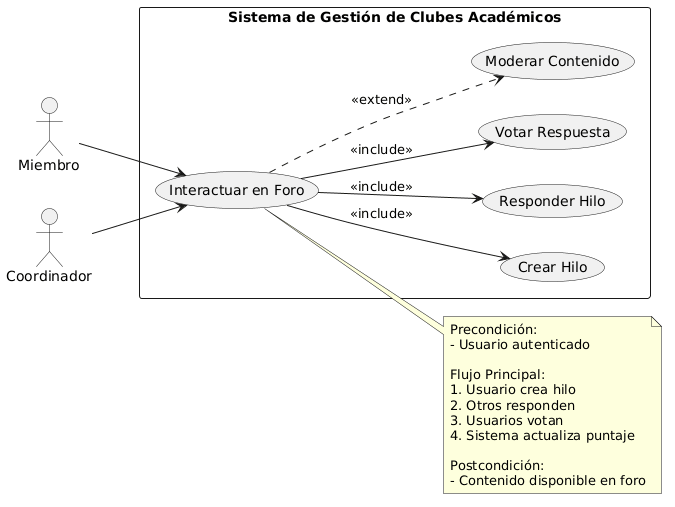 Sistema de Gestión de Clubes Académicos
Moderar Contenido
«extend»
Votar Respuesta
«include»
Miembro
Interactuar en Foro
«include»
Responder Hilo
«include»
Coordinador
Crear Hilo
Precondición:
- Usuario autenticado
Flujo Principal:
1. Usuario crea hilo
2. Otros responden
3. Usuarios votan
4. Sistema actualiza puntaje
Postcondición:
- Contenido disponible en foro